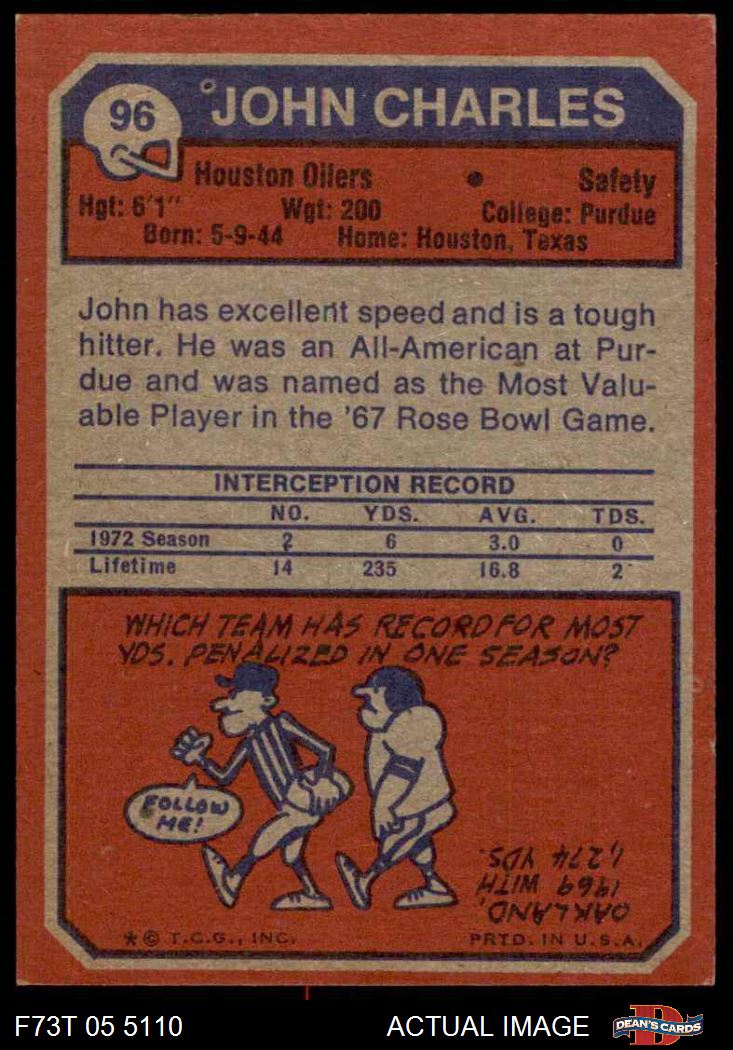 96
JOHN CHARLES
Houston Oilers • Safety
Hgt: 6'1" Wgt: 200 College: Purdue
Born: 5-9-44 Home: Houston, Texas
John has excellent speed and is a tough
hitter. He was an All-American at Pur-
due and was named as the Most Valu-
able Player in the '67 Rose Bowl Game.
INTERCEPTION RECORD
NO. YDS. AVG. TDS.
1972 Season 2 6 3.0 0
Lifetime 14 235 16.8 2
WHICH TEAM HAS RECORD FOR MOST
YDS. PENALIZED IN ONE SEASON?
FOLLOW
ME!
OAKLAND,
1969 WITH
1,274 YDS.
* © T.C.G., INC. PRTD. IN U.S.A.
F73T 05 5110 ACTUAL IMAGE
D
DEAN'S CARDS